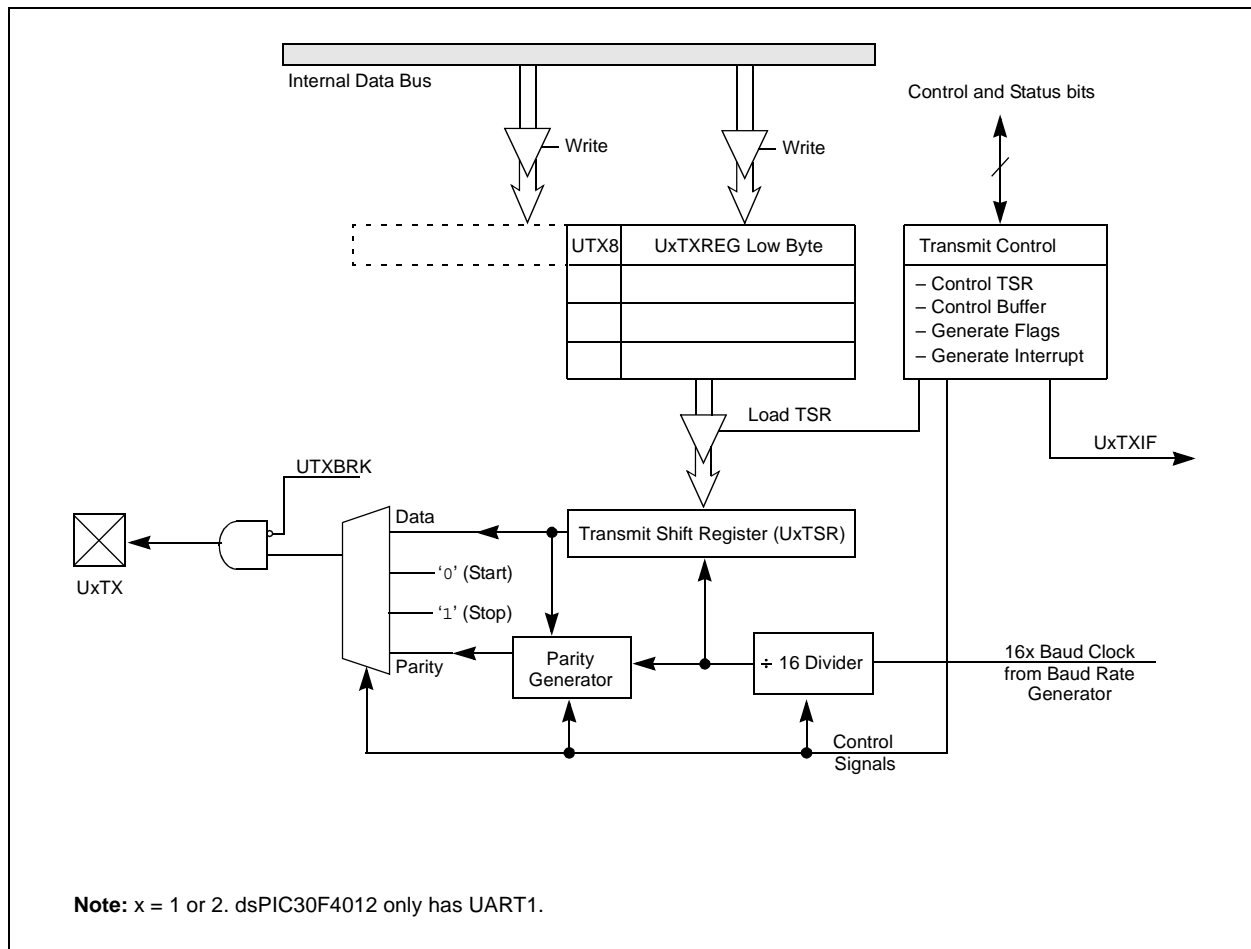 Internal Data Bus
Control and Status bits
Write
Write
UTX8
UxTXREG Low Byte
Transmit Control
– Control TSR
– Control Buffer
– Generate Flags
– Generate Interrupt
Load TSR
UxTXIF
UTXBRK
Data
Transmit Shift Register (UxTSR)
UxTX
‘0’ (Start)
‘1’ (Stop)
Parity
Parity
Generator
÷ 16 Divider
16x Baud Clock
from Baud Rate
Generator
Control
Signals
Note: x = 1 or 2. dsPIC30F4012 only has UART1.